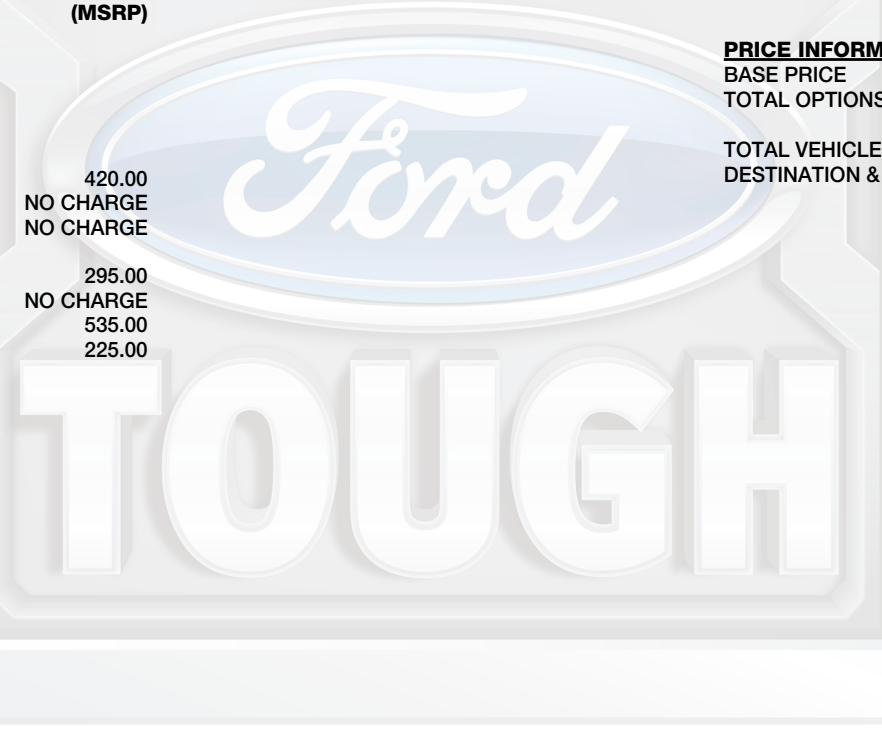 (MSRP)
420.00
NO CHARGE
NO CHARGE
295.00
NO CHARGE
535.00
225.00
PRICE INFORM
BASE PRICE
TOTAL OPTIONS
TOTAL VEHICLE
DESTINATION &
Ford
TOUGH